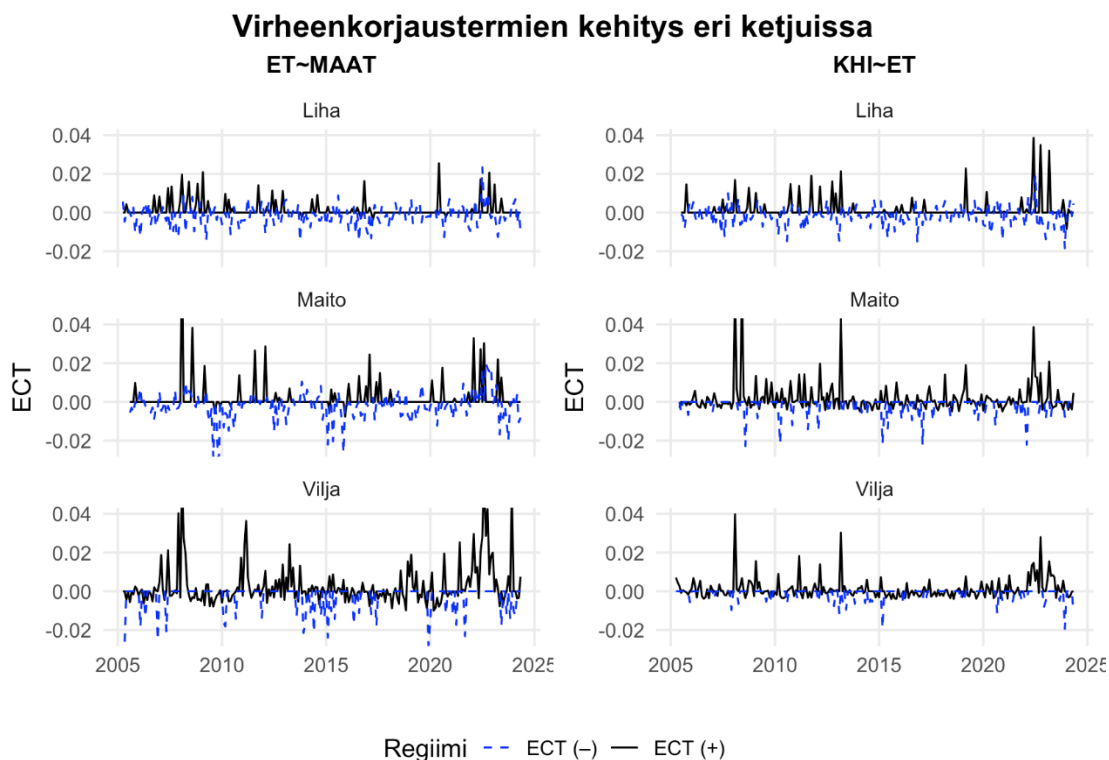 Virheenkorjaustermien kehitys eri ketjuissa
ET~MAAT
KHI~ET
Liha
Liha
0.04
0.02
0.00
-0.02
0.04
0.02
0.00
-0.02
Maito
Maito
ECT
0.04
0.02
0.00
-0.02
ECT
0.04
0.02
0.00
-0.02
Vilja
Vilja
0.04
0.02
0.00
-0.02
0.04
0.02
0.00
-0.02
2005 2010 2015 2020 2025
2005 2010 2015 2020 2025
Regiimi ECT (–) ECT (+)